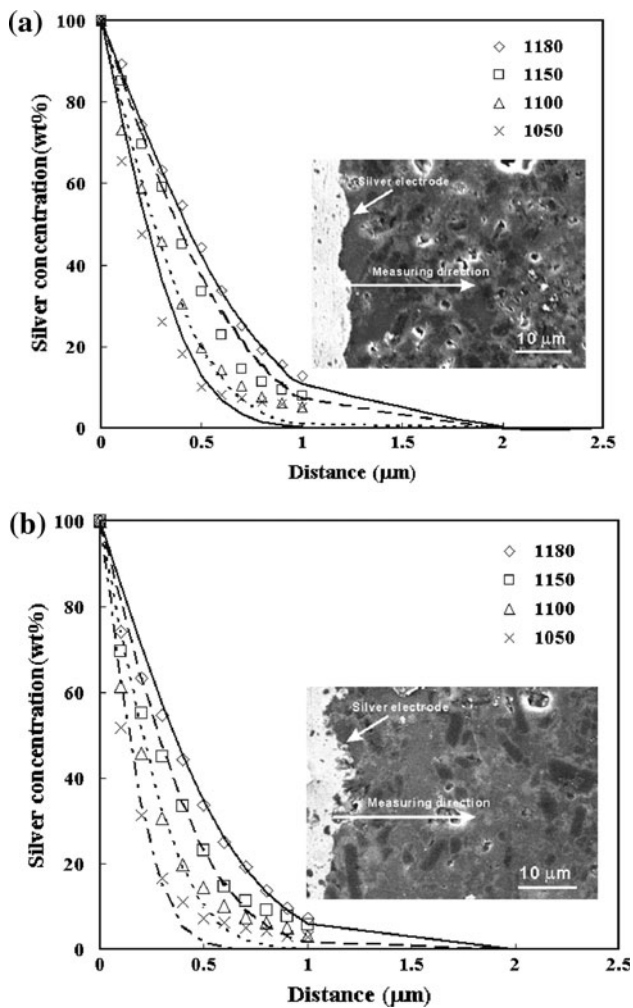 (a)
100
80
60
40
20
0
Silver concentration(wt%)
1180
1150
1100
1050
Silver electrode
Measuring direction
10 μm
0 0.5 1 1.5 2 2.5
Distance (μm)
(b)
100
80
60
40
20
0
Silver concentration(wt%)
1180
1150
1100
1050
Silver electrode
Measuring direction
10 μm
0 0.5 1 1.5 2 2.5
Distance (μm)